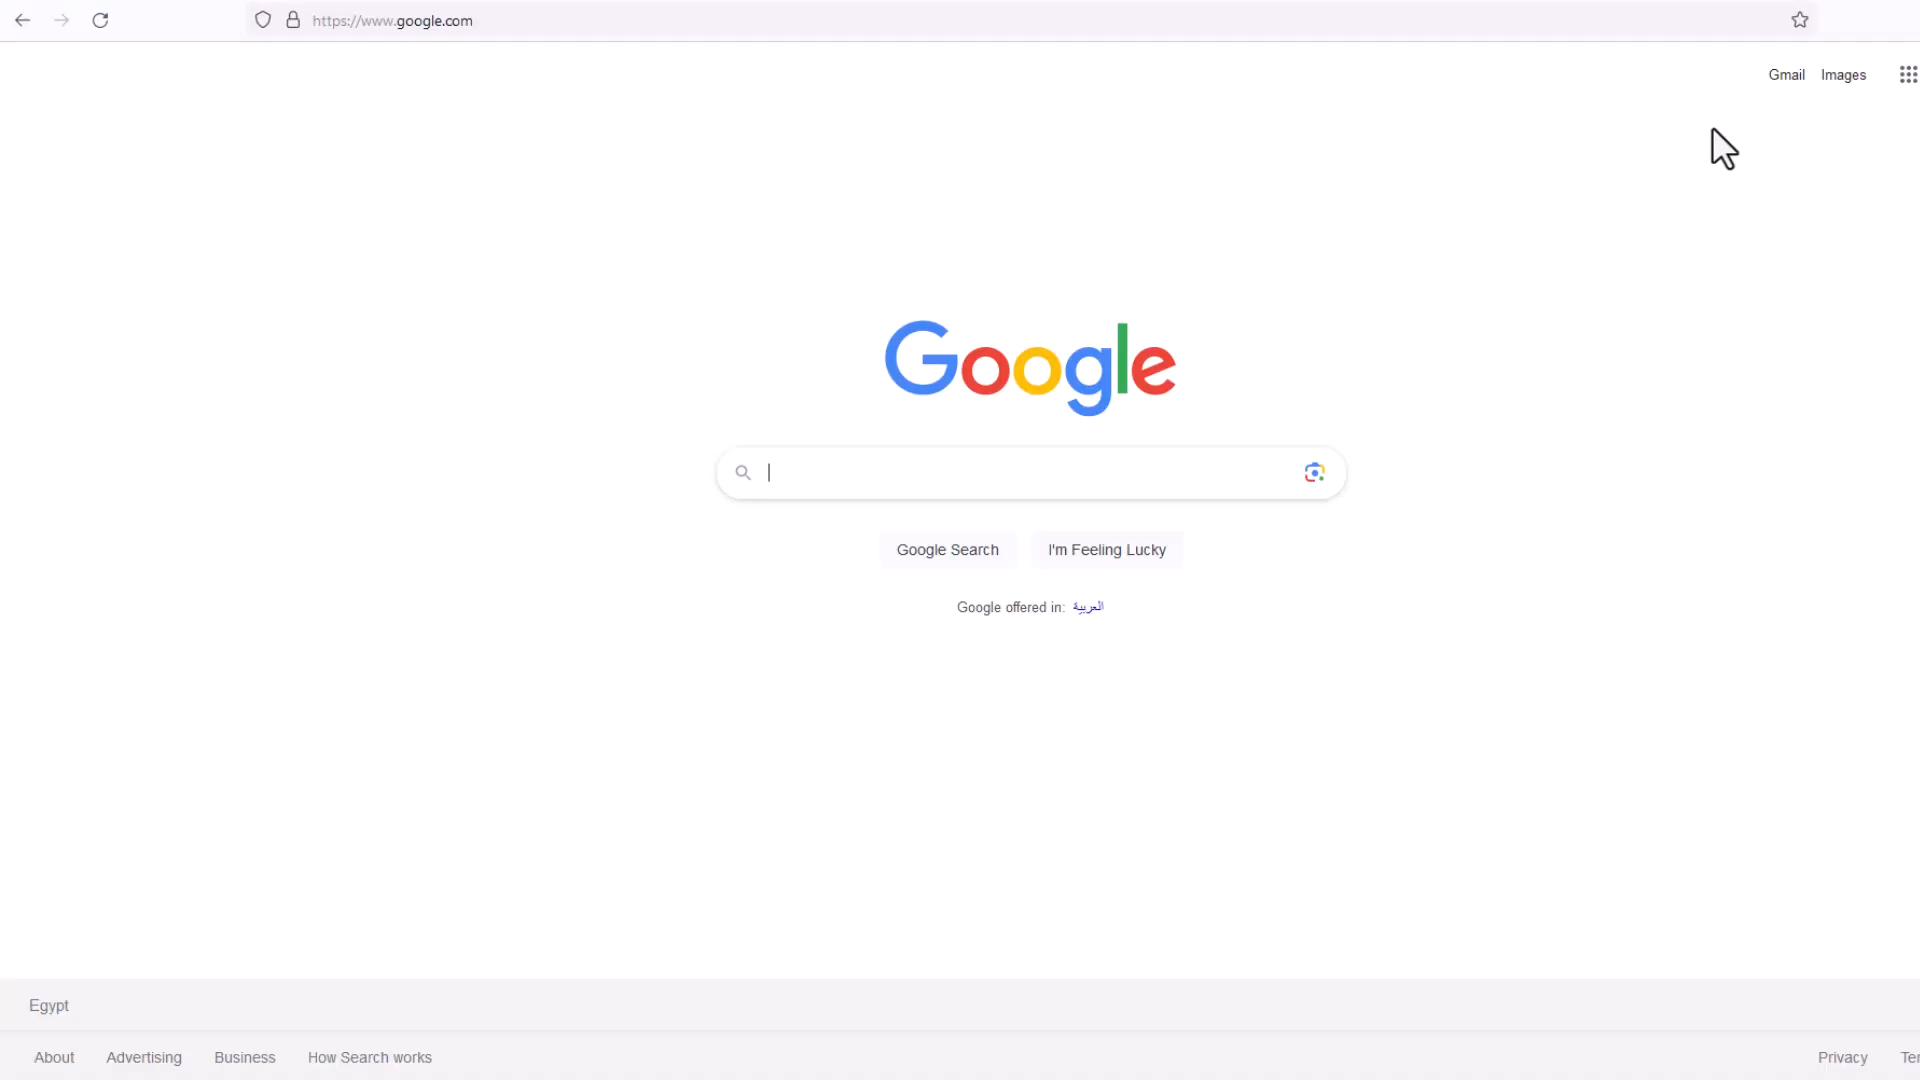 https://www.google.com
Gmail Images
Google
Google Search I'm Feeling Lucky
Google offered in: العربية
Egypt
About Advertising Business How Search works Privacy Ter